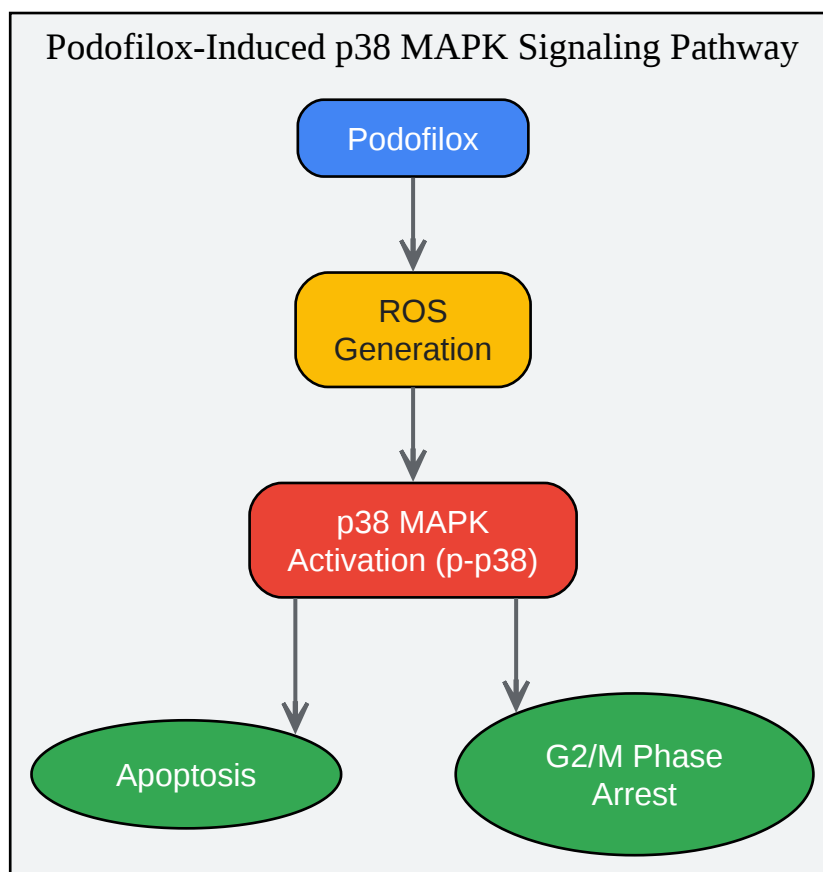 Podofilox-Induced p38 MAPK Signaling Pathway
Podofilox
ROS
Generation
p38 MAPK
Activation (p-p38)
Apoptosis
G2/M Phase
Arrest